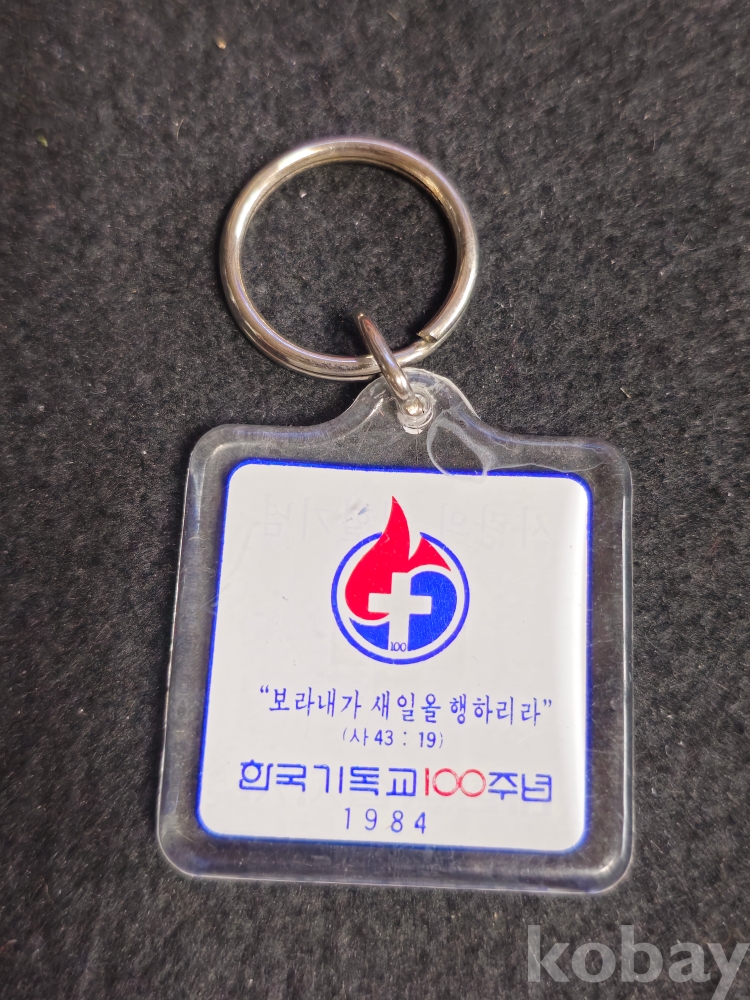 100
“보라내가 새일을 행하리라”
(사 43 : 19)
한국기독교100주년
1984
kobay